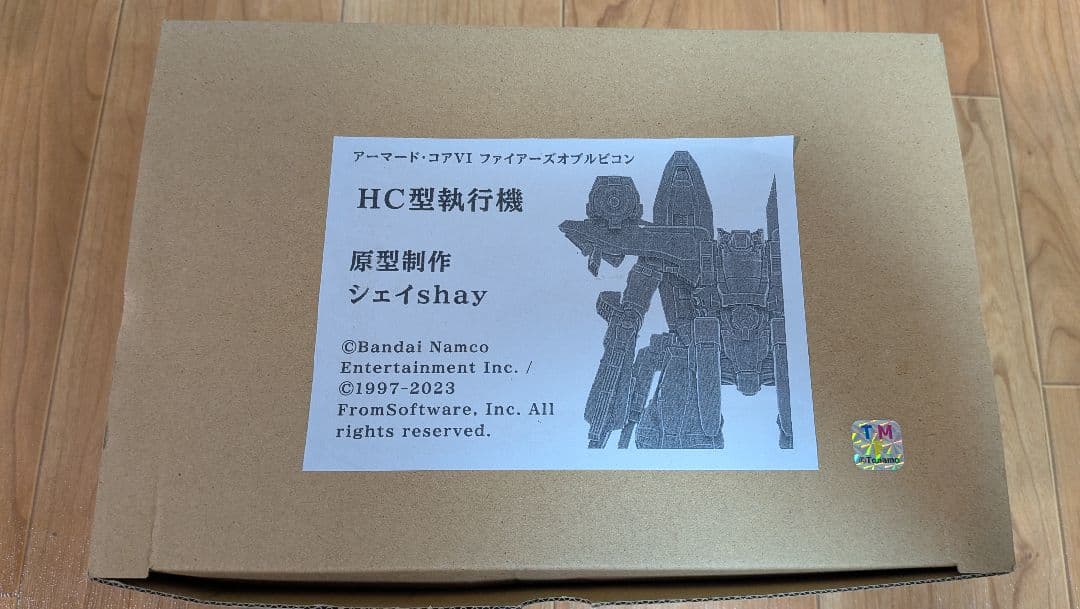 アーマード・コアVI ファイアーズオブルビコン
HC型執行機
原型制作
シェイshay
©Bandai Namco
Entertainment Inc. /
©1997-2023
FromSoftware, Inc. All
rights reserved.
TM